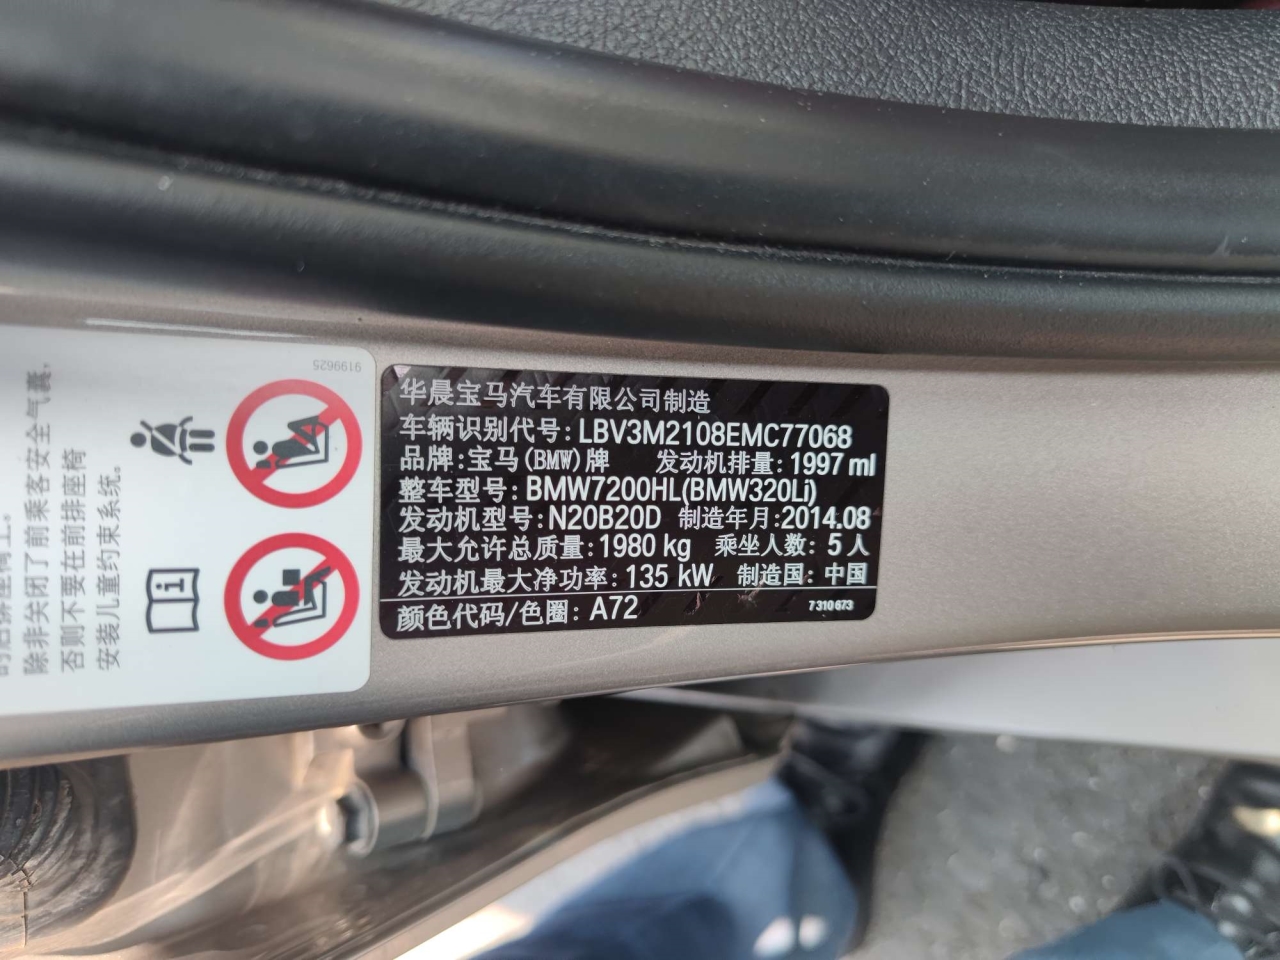 华晨宝马汽车有限公司制造
车辆识别代号:LBV3M2108EMC77068
品牌:宝马(BMW)牌 发动机排量:1997 ml
整车型号:BMW7200HL(BMW320Li)
发动机型号:N20B20D 制造年月:2014.08
最大允许总质量:1980 kg 乘坐人数:5人
发动机最大净功率:135 kW 制造国:中国
颜色代码/色圈:A72 7 310 673
9199625
除非关闭了前乘客安全气囊,
否则不要在前排座椅
安装儿童约束系统。